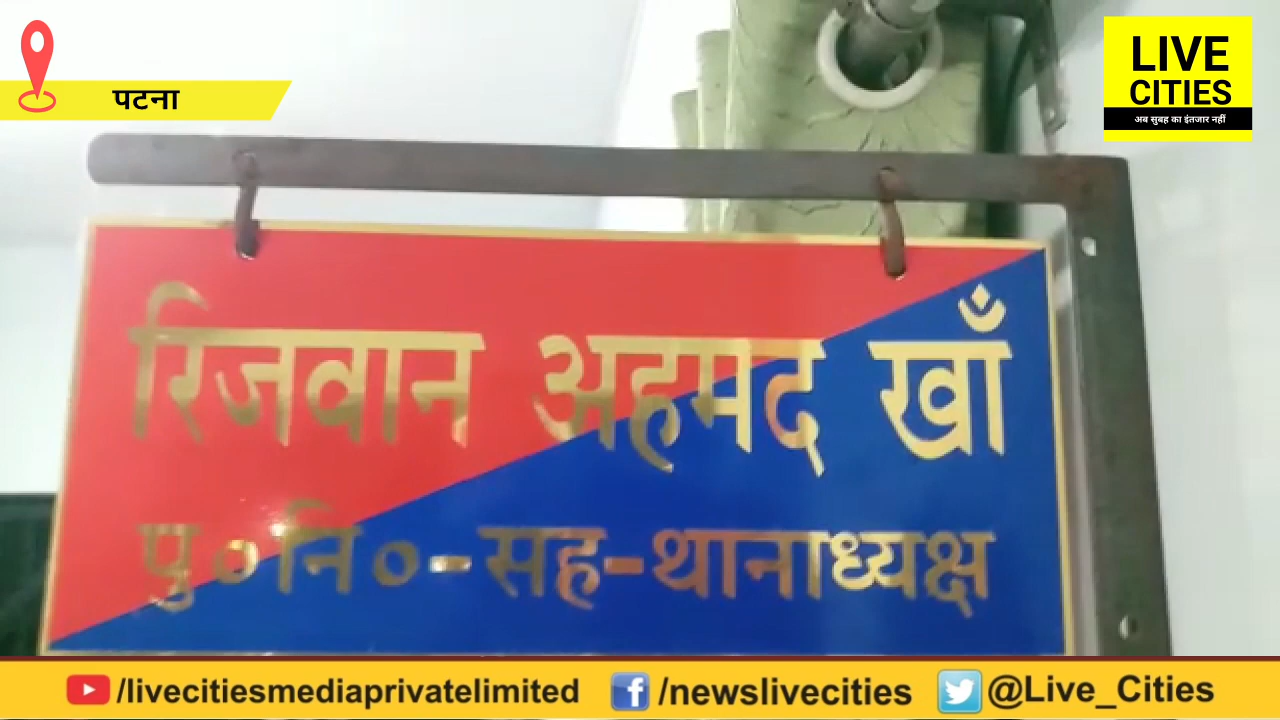 पटना
LIVE
CITIES
अब सुबह का इंतजार नहीं
रिजवान अहमद खाँ
पु०नि०-सह-थानाध्यक्ष
/livecitiesmediaprivatelimited
/newslivecities
@Live_Cities